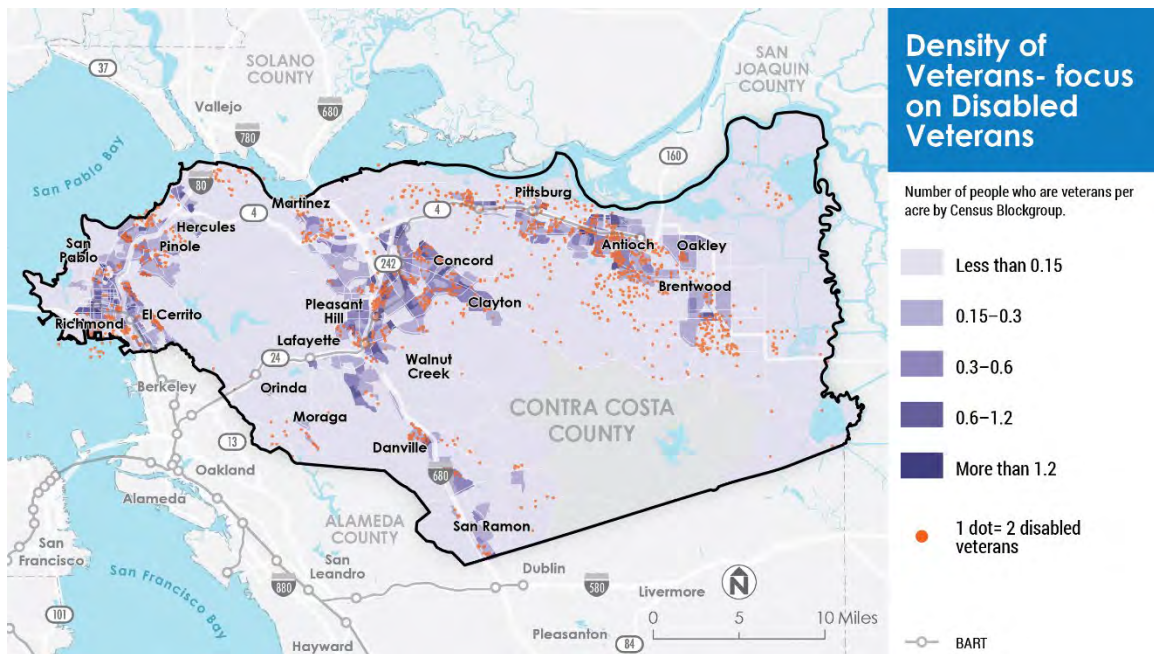 Density of
Veterans- focus
on Disabled
Veterans
Number of people who are veterans per
acre by Census Blockgroup.
Less than 0.15
0.15–0.3
0.3–0.6
0.6–1.2
More than 1.2
1 dot= 2 disabled
veterans
BART
SOLANO
COUNTY
SAN
JOAQUIN
COUNTY
37
Vallejo
680
780
160
San Pablo Bay
80
4
Martinez
Pittsburg
4
Hercules
San
Pablo
Pinole
242
Concord
Antioch
Oakley
Brentwood
Clayton
Pleasant
Hill
Richmond
El Cerrito
Lafayette
24
Walnut
Creek
Berkeley
Orinda
CONTRA COSTA
COUNTY
Moraga
13
Danville
Oakland
680
Alameda
San Ramon
ALAMEDA
COUNTY
San
Francisco
San
Leandro
Dublin
N
San Francisco Bay
880
580
Livermore
0
5
10 Miles
101
Hayward
Pleasanton
84